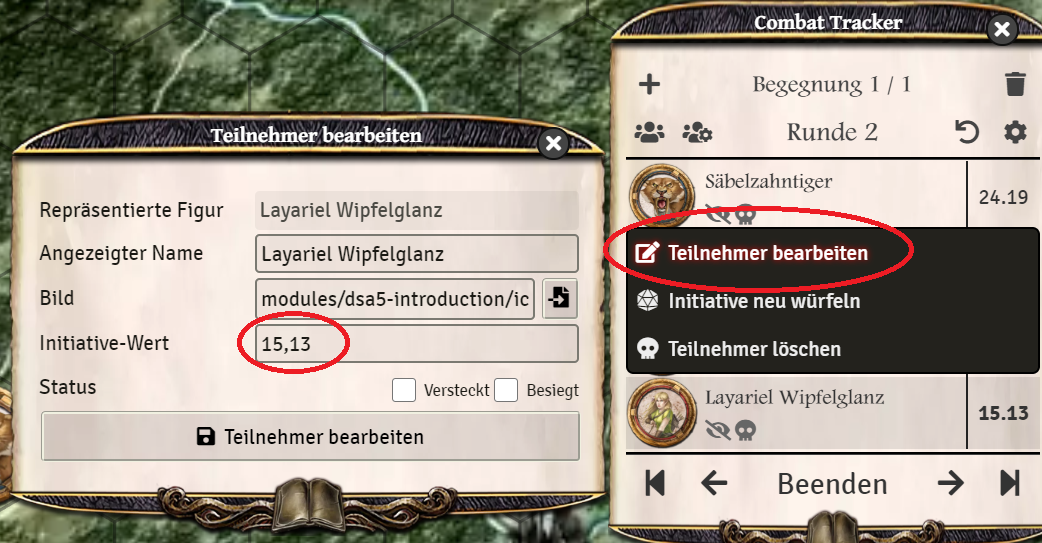 Teilnehmer bearbeiten
Repräsentierte Figur Layariel Wipfelglanz
Angezeigter Name Layariel Wipfelglanz
Bild modules/dsa5-introduction/ic
Initiative-Wert 15,13
Status Versteckt Besiegt
Teilnehmer bearbeiten
Combat Tracker
Begegnung 1 / 1
Runde 2
Säbelzahntiger 24.19
Teilnehmer bearbeiten
Initiative neu würfeln
Teilnehmer löschen
Layariel Wipfelglanz 15.13
Beenden